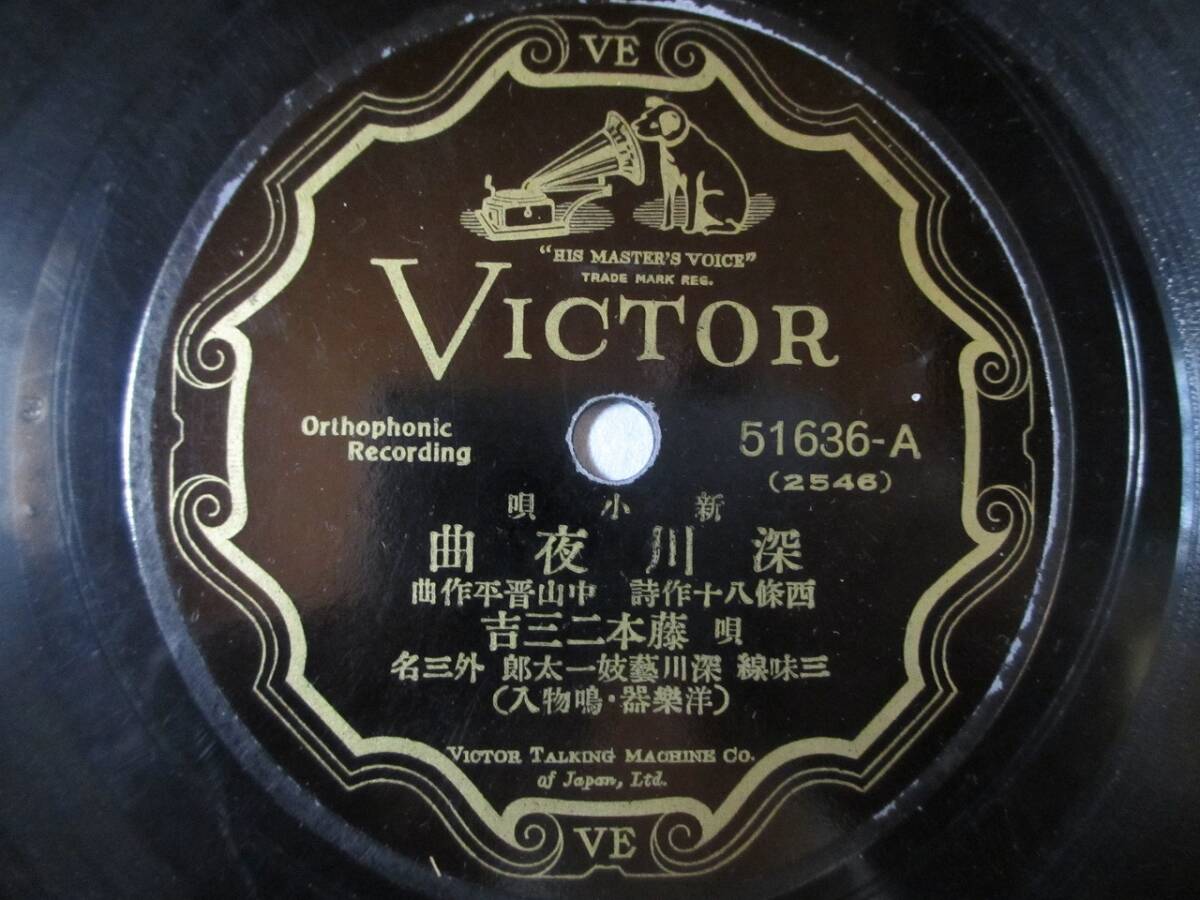 VE
"HIS MASTER'S VOICE"
TRADE MARK REG.
VICTOR
Orthophonic
Recording
51636-A
(2546)
新小唄
深川夜曲
西條八十作詩 中山晋平作曲
唄 藤本二三吉
三味線 深川藝妓一太郎 外三名
(洋樂器・鳴物入)
VICTOR TALKING MACHINE CO.
of Japan, Ltd.
VE